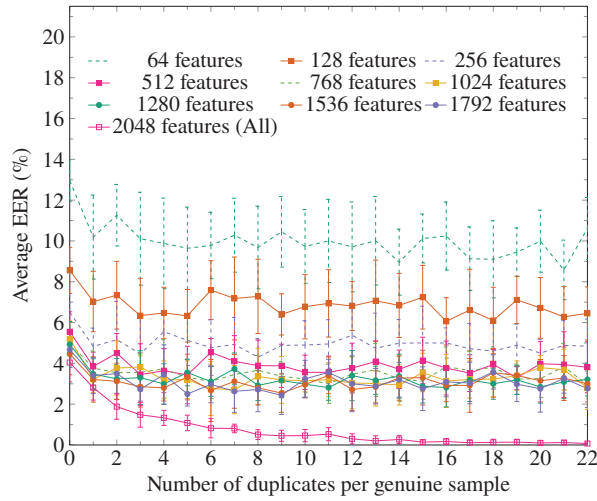 20
18
64 features
128 features
256 features
512 features
768 features
1024 features
16
1280 features
1536 features
1792 features
2048 features (All)
14
12
10
8
6
4
2
0
Average EER (%)
0 2 4 6 8 10 12 14 16 18 20 22
Number of duplicates per genuine sample